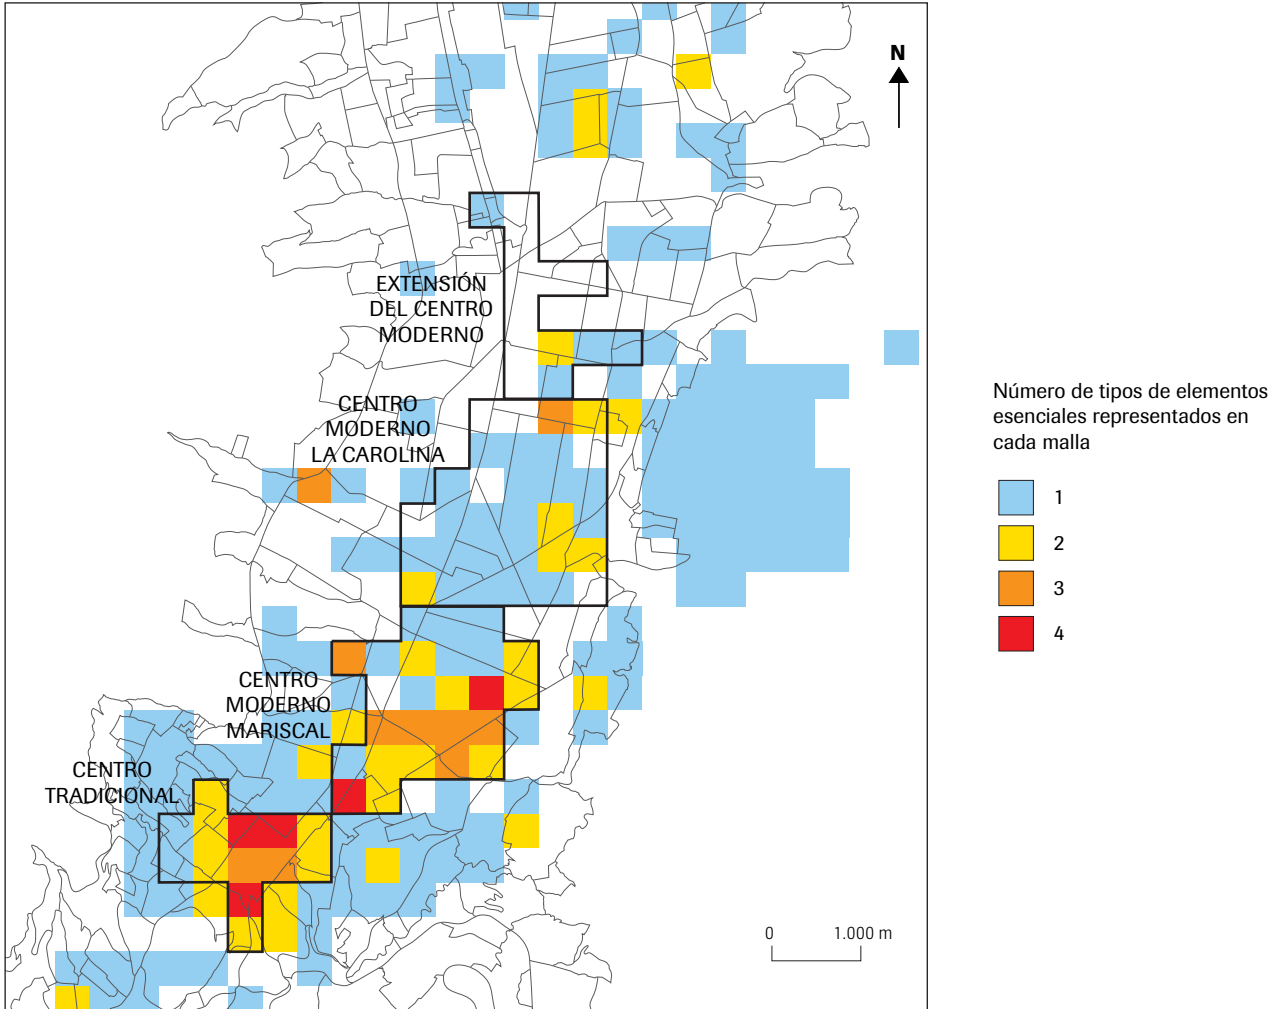 N
EXTENSIÓN
DEL CENTRO
MODERNO
CENTRO
MODERNO
LA CAROLINA
CENTRO
MODERNO
MARISCAL
CENTRO
TRADICIONAL
0 1.000 m
Número de tipos de elementos
esenciales representados en
cada malla
1
2
3
4